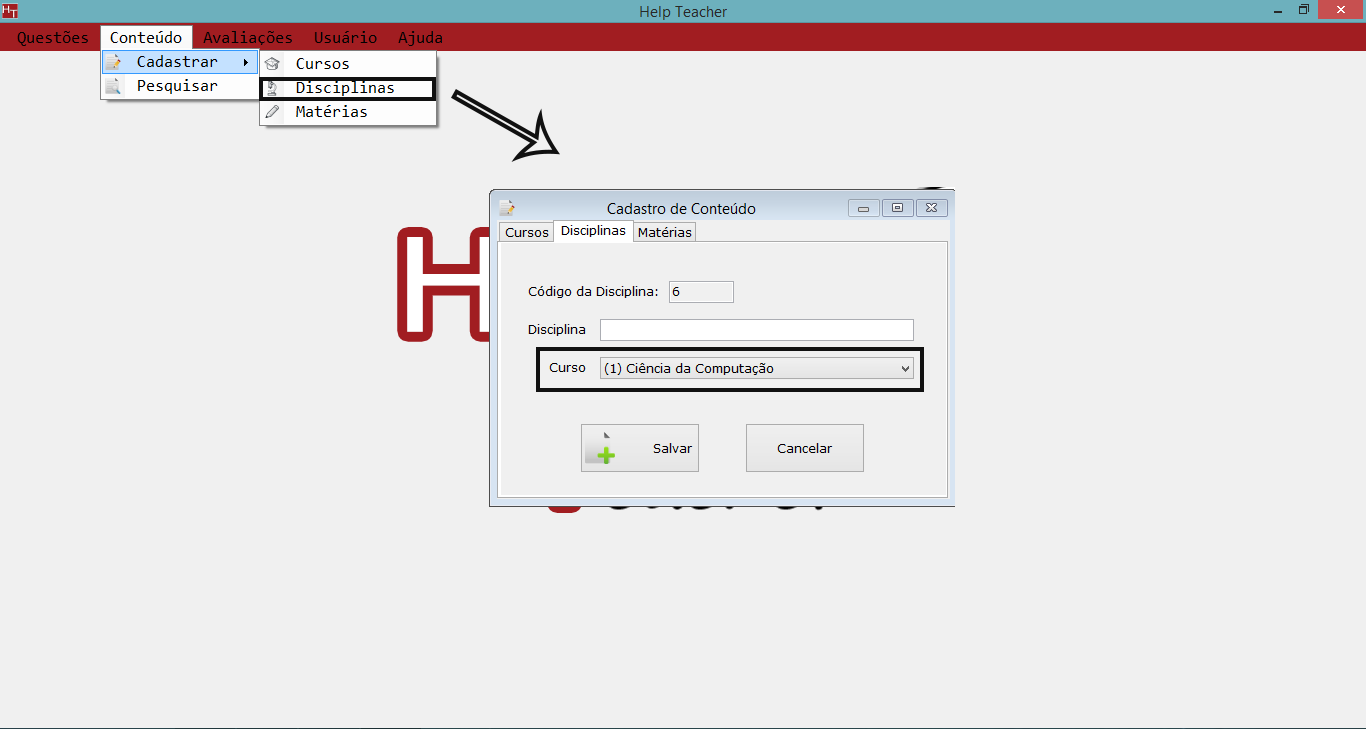 HT
Help Teacher
Questões Conteúdo Avaliações Usuário Ajuda
Cadastrar
Pesquisar
Cursos
Disciplinas
Matérias
Cadastro de Conteúdo
Cursos Disciplinas Matérias
Código da Disciplina: 6
Disciplina
Curso (1) Ciência da Computação
Salvar Cancelar
H